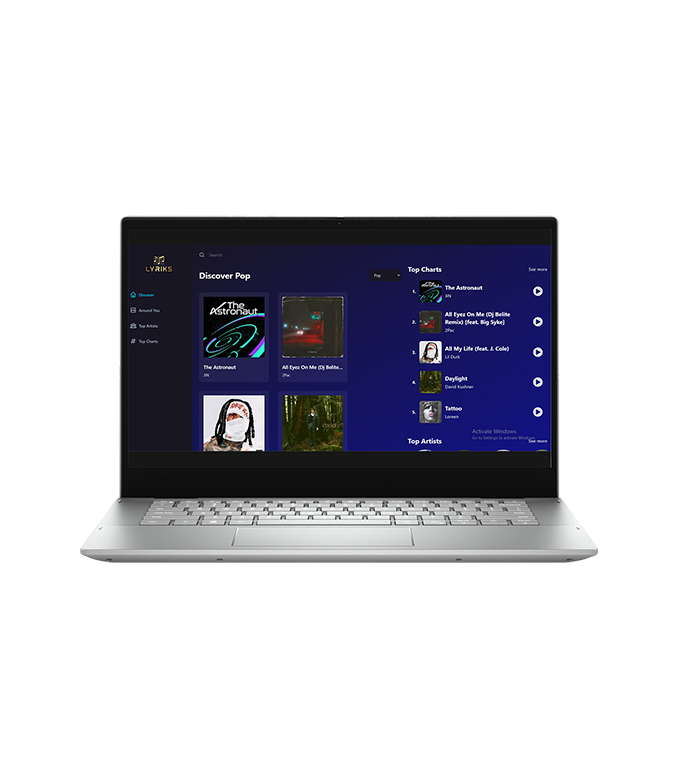 LYRIKS
Search
Discover
Around You
Top Artists
Top Charts
Discover Pop
Pop
The
Astronaut
The Astronaut
JIN
All Eyez On Me (Dj Belite...
2Pac
Top Charts
See more
1.
The Astronaut
JIN
2.
All Eyez On Me (Dj Belite
Remix) [feat. Big Syke]
2Pac
3.
All My Life (feat. J. Cole)
Lil Durk
4.
Daylight
David Kushner
5.
Tattoo
Loreen
Activate Windows
Go to Settings to activate Windows.
Top Artists
See more